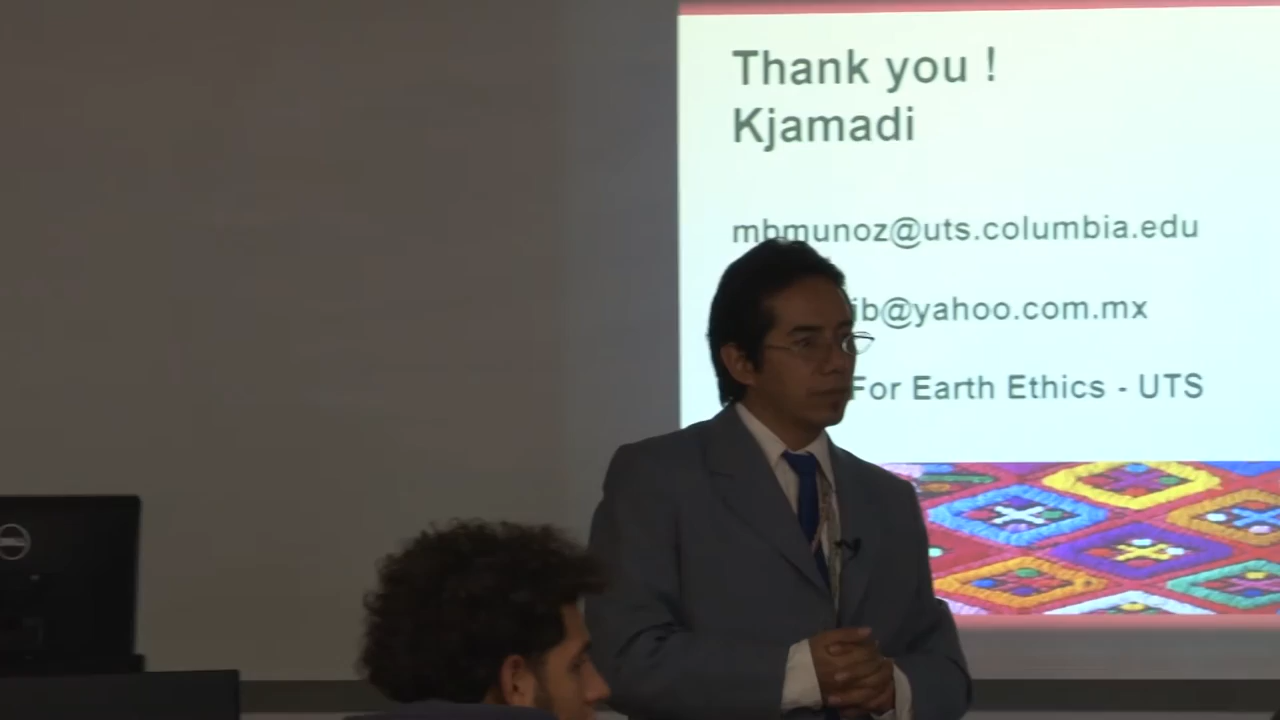 Thank you !
Kjamadi
mbmunoz@uts.columbia.edu
jb@yahoo.com.mx
For Earth Ethics - UTS